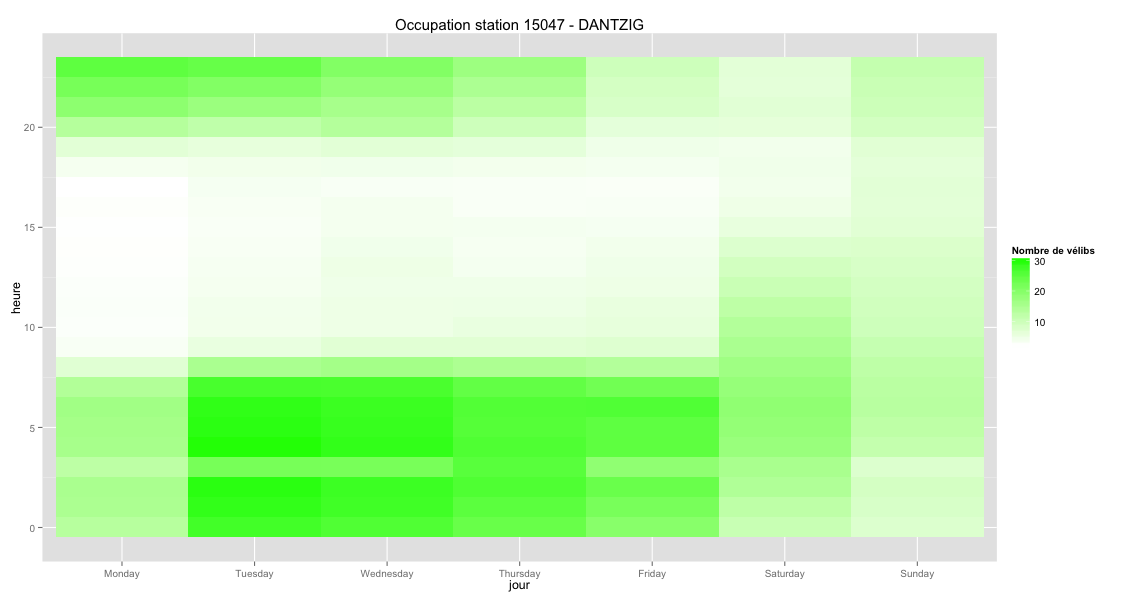 Occupation station 15047 - DANTZIG
heure
20
15
10
5
0
Monday Tuesday Wednesday Thursday Friday Saturday Sunday
jour
Nombre de vélibs
30
20
10